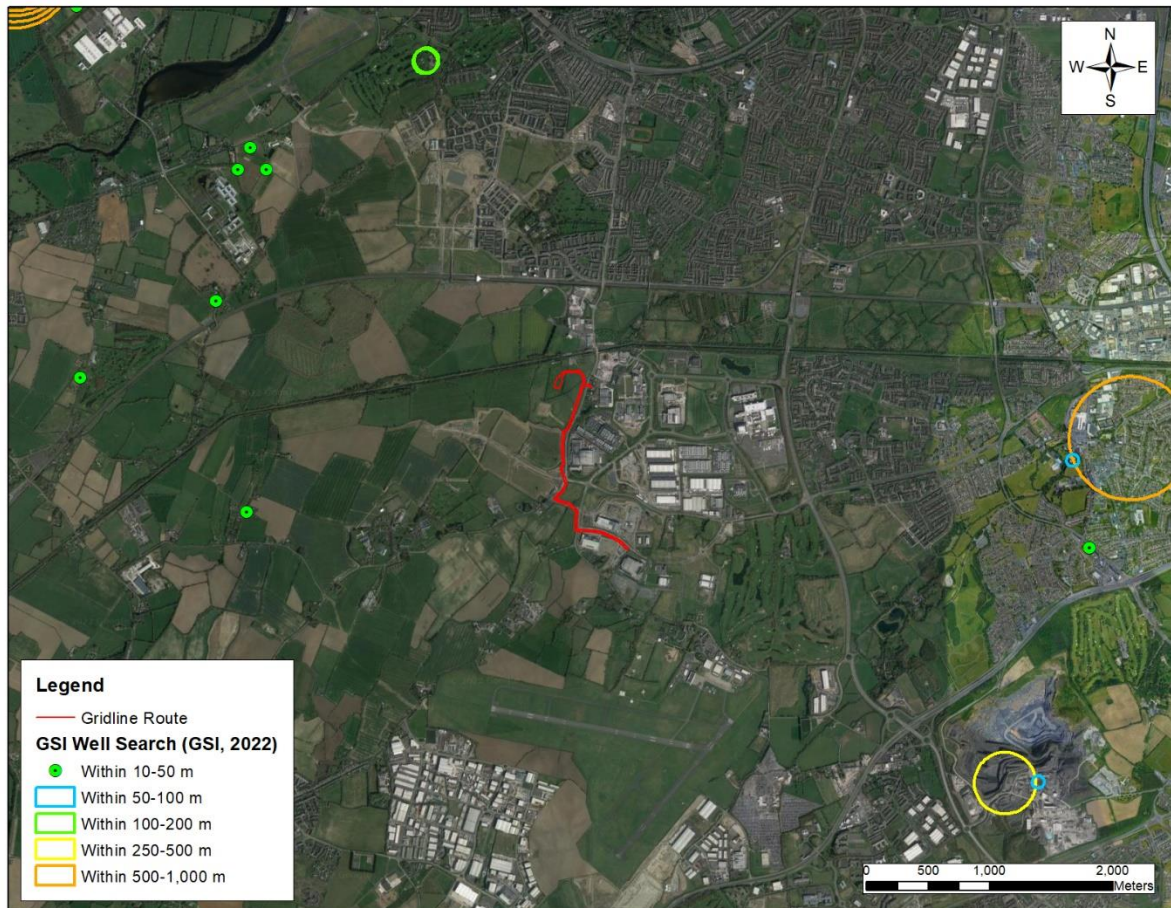 N
W E
S
Legend
Gridline Route
GSI Well Search (GSI, 2022)
Within 10-50 m
Within 50-100 m
Within 100-200 m
Within 250-500 m
Within 500-1,000 m
0 500 1,000 2,000
Meters